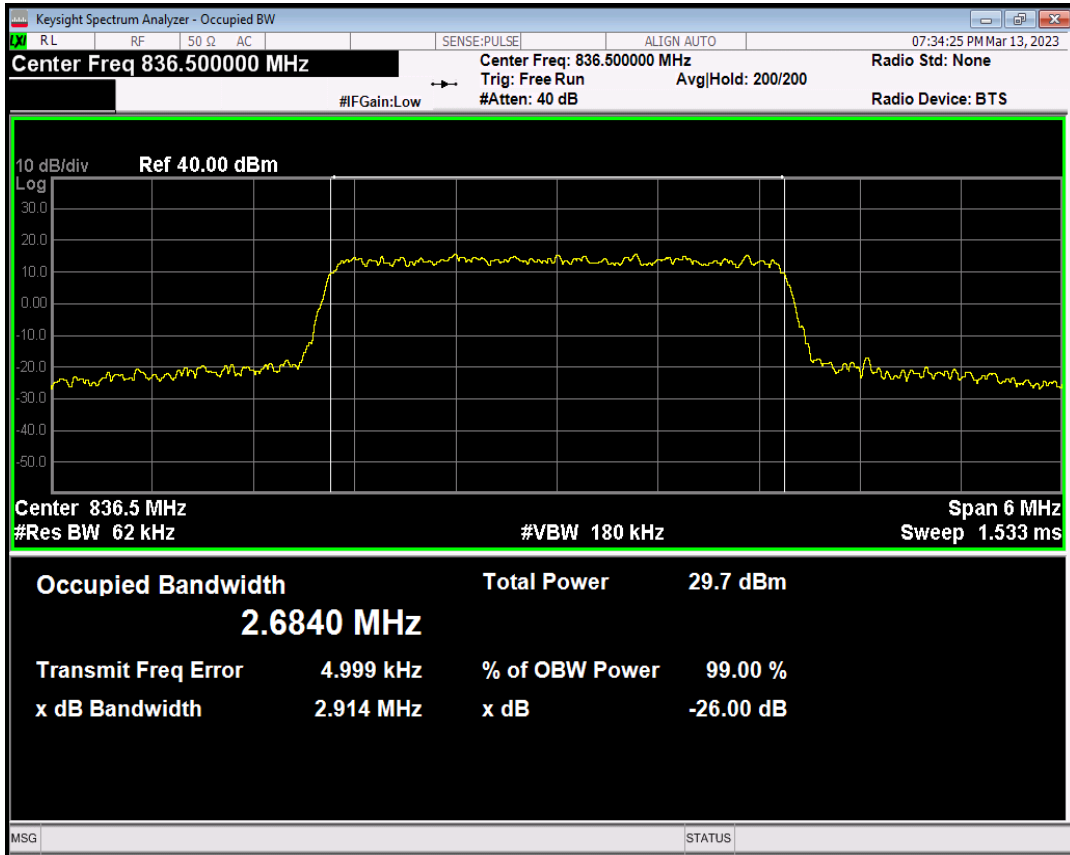 Keysight Spectrum Analyzer - Occupied BW
LXI RL RF 50 Ω AC SENSE:PULSE ALIGN AUTO 07:34:25 PM Mar 13, 2023
Center Freq 836.500000 MHz Center Freq: 836.500000 MHz Radio Std: None
Trig: Free Run Avg|Hold: 200/200
#IFGain:Low #Atten: 40 dB Radio Device: BTS
10 dB/div Ref 40.00 dBm
Log
30.0
20.0
10.0
0.00
-10.0
-20.0
-30.0
-40.0
-50.0
Center 836.5 MHz Span 6 MHz
#Res BW 62 kHz #VBW 180 kHz Sweep 1.533 ms
Occupied Bandwidth Total Power 29.7 dBm
2.6840 MHz
Transmit Freq Error 4.999 kHz % of OBW Power 99.00 %
x dB Bandwidth 2.914 MHz x dB -26.00 dB
MSG STATUS